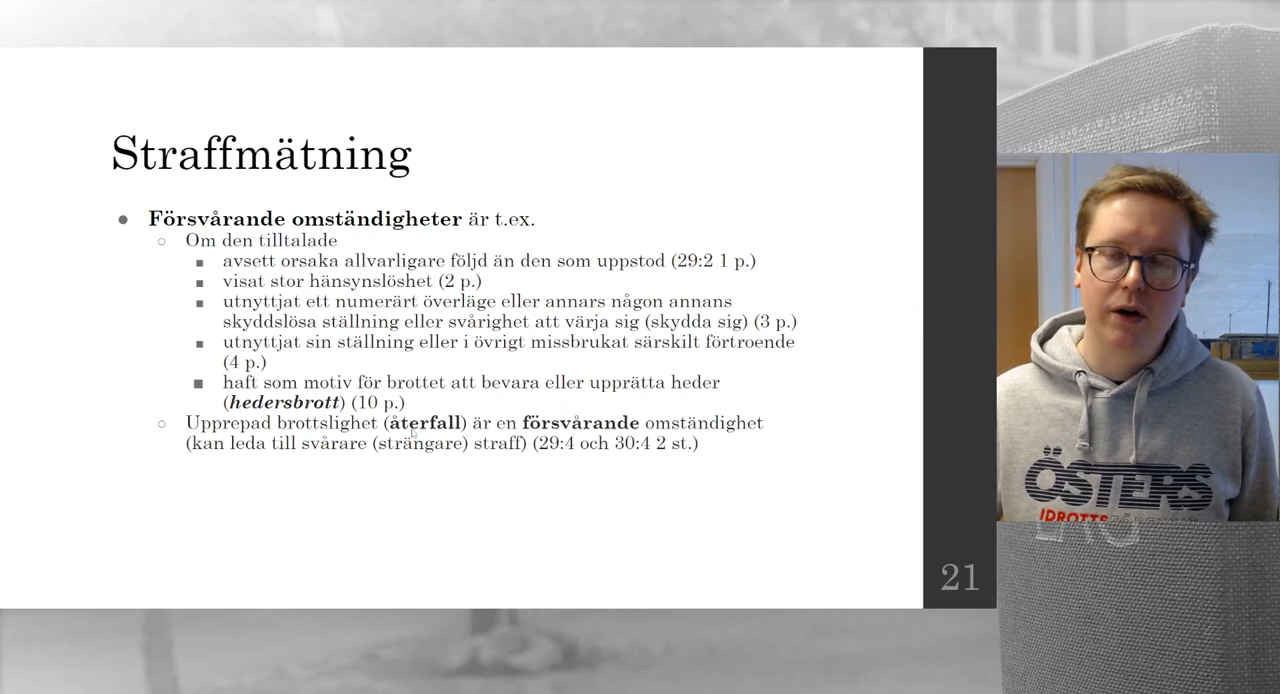 Straffmätning
● Försvårande omständigheter är t.ex.
○ Om den tilltalade
■ avsett orsaka allvarligare följd än den som uppstod (29:2 1 p.)
■ visat stor hänsynslöshet (2 p.)
■ utnyttjat ett numerärt överläge eller annars någon annans
skyddslösa ställning eller svårighet att värja sig (skydda sig) (3 p.)
■ utnyttjat sin ställning eller i övrigt missbrukat särskilt förtroende
(4 p.)
■ haft som motiv för brottet att bevara eller upprätta heder
(hedersbrott) (10 p.)
○ Upprepad brottslighet (återfall) är en försvårande omständighet
(kan leda till svårare (strängare) straff) (29:4 och 30:4 2 st.)
21
ÖSTERS
IDROTTS